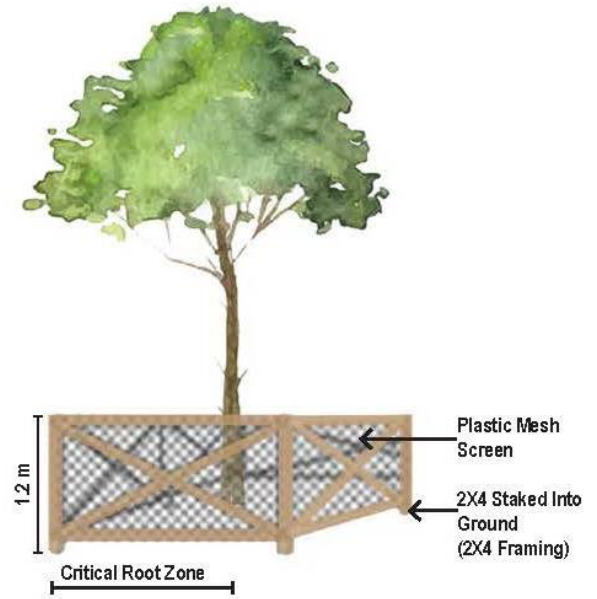 Plastic Mesh
Screen
1.2 m
2X4 Staked Into
Ground
(2X4 Framing)
Critical Root Zone